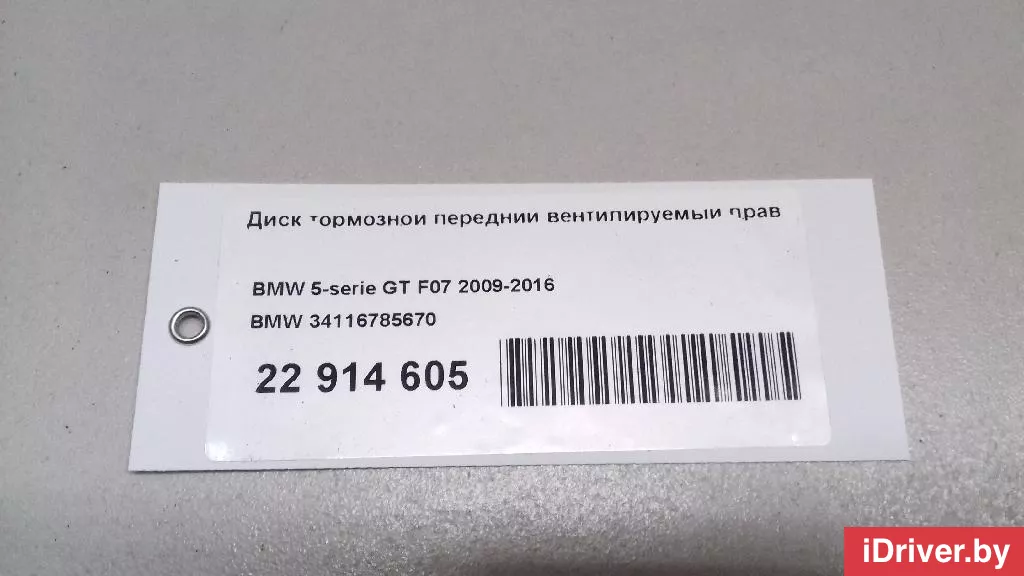 Диск тормозной передний вентилируемый прав
BMW 5-serie GT F07 2009-2016
BMW 34116785670
22 914 605
iDriver.by